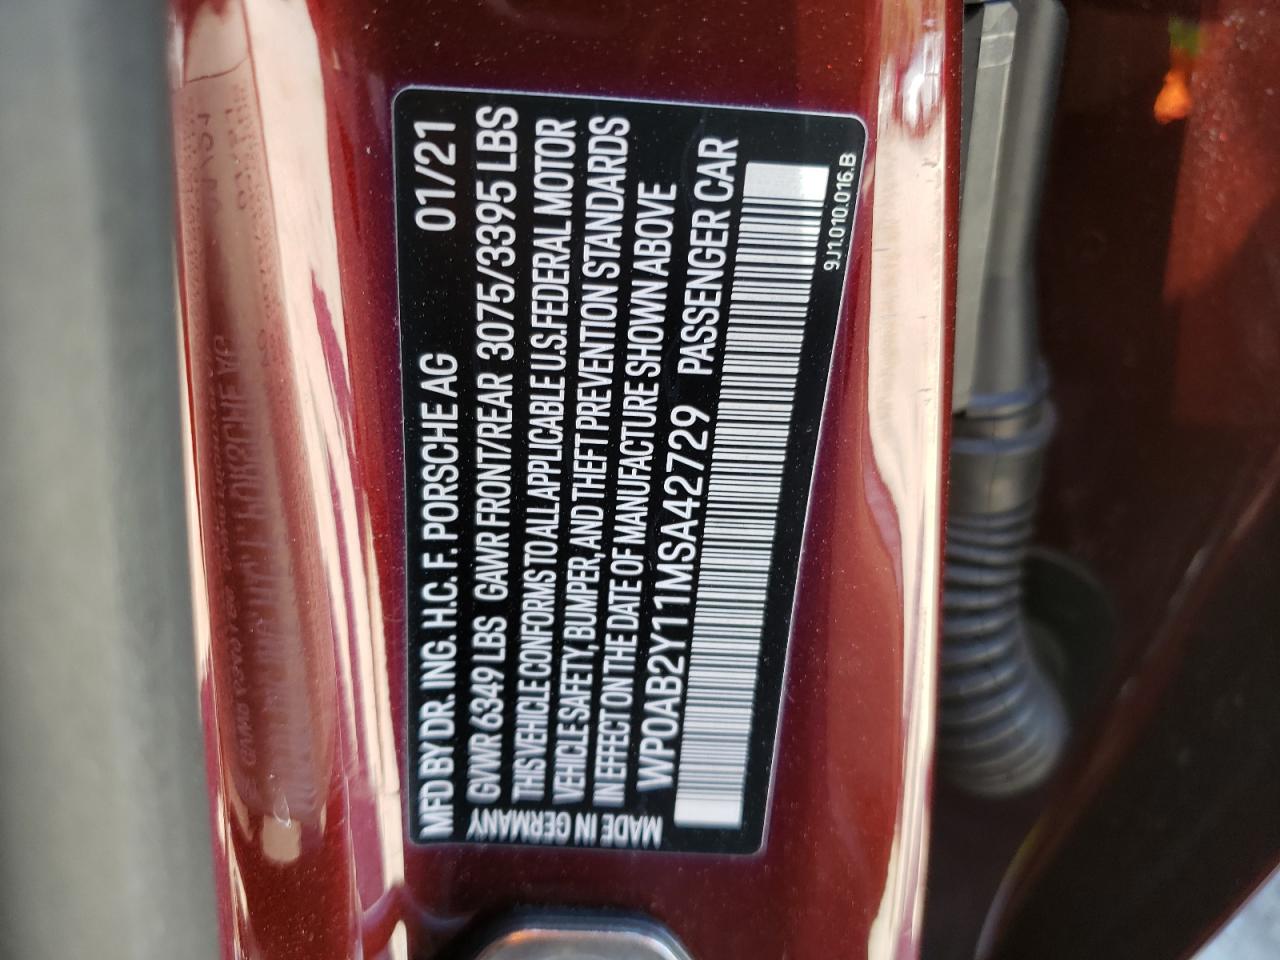 MFD BY DR. ING. H.C. F. PORSCHE AG 01/21
GVWR 6349 LBS GAWR FRONT/REAR 3075/3395 LBS
THIS VEHICLE CONFORMS TO ALL APPLICABLE U.S.FEDERAL MOTOR
VEHICLE SAFETY, BUMPER, AND THEFT PREVENTION STANDARDS
IN EFFECT ON THE DATE OF MANUFACTURE SHOWN ABOVE
WP0AB2Y11MSA42729 PASSENGER CAR
MADE IN GERMANY
9J1.010.016.B